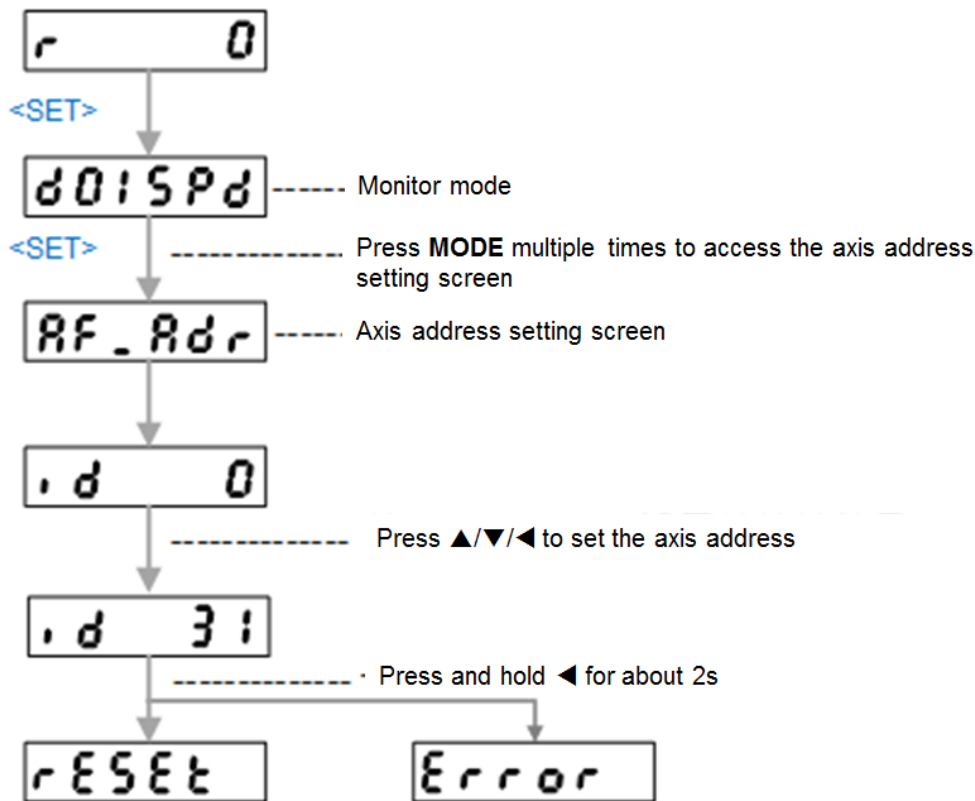 r 0
<SET>
d01SPd
Monitor mode
<SET>
Press MODE multiple times to access the axis address
setting screen
AF_Adr
Axis address setting screen
id 0
Press ▲/▼/◀ to set the axis address
id 31
Press and hold ◀ for about 2s
rESEt
Error